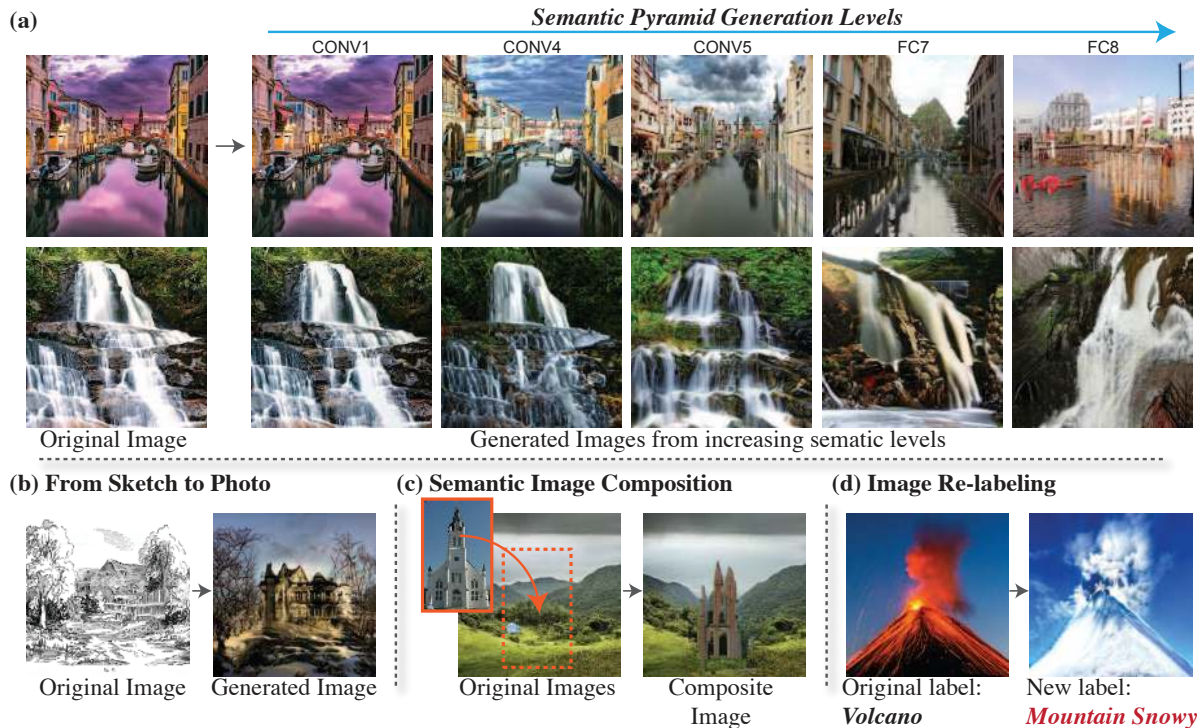 (a)
Semantic Pyramid Generation Levels
CONV1 CONV4 CONV5 FC7 FC8
Original Image
Generated Images from increasing sematic levels
(b) From Sketch to Photo
(c) Semantic Image Composition
(d) Image Re-labeling
Original Image
Generated Image
Original Images
Composite
Image
Original label:
Volcano
New label:
Mountain Snowy